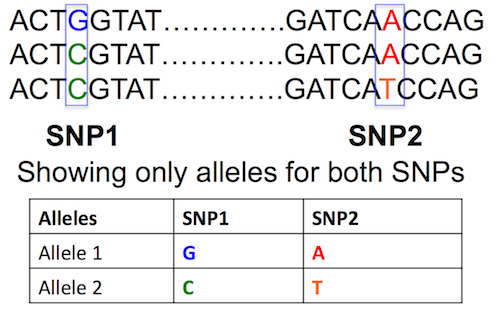 ACTGGTAT.............GATCAACCAG
ACTCGTAT.............GATCAACCAG
ACTCGTAT.............GATCATCCAG
SNP1 SNP2
Showing only alleles for both SNPs
Alleles SNP1 SNP2
Allele 1 G A
Allele 2 C T